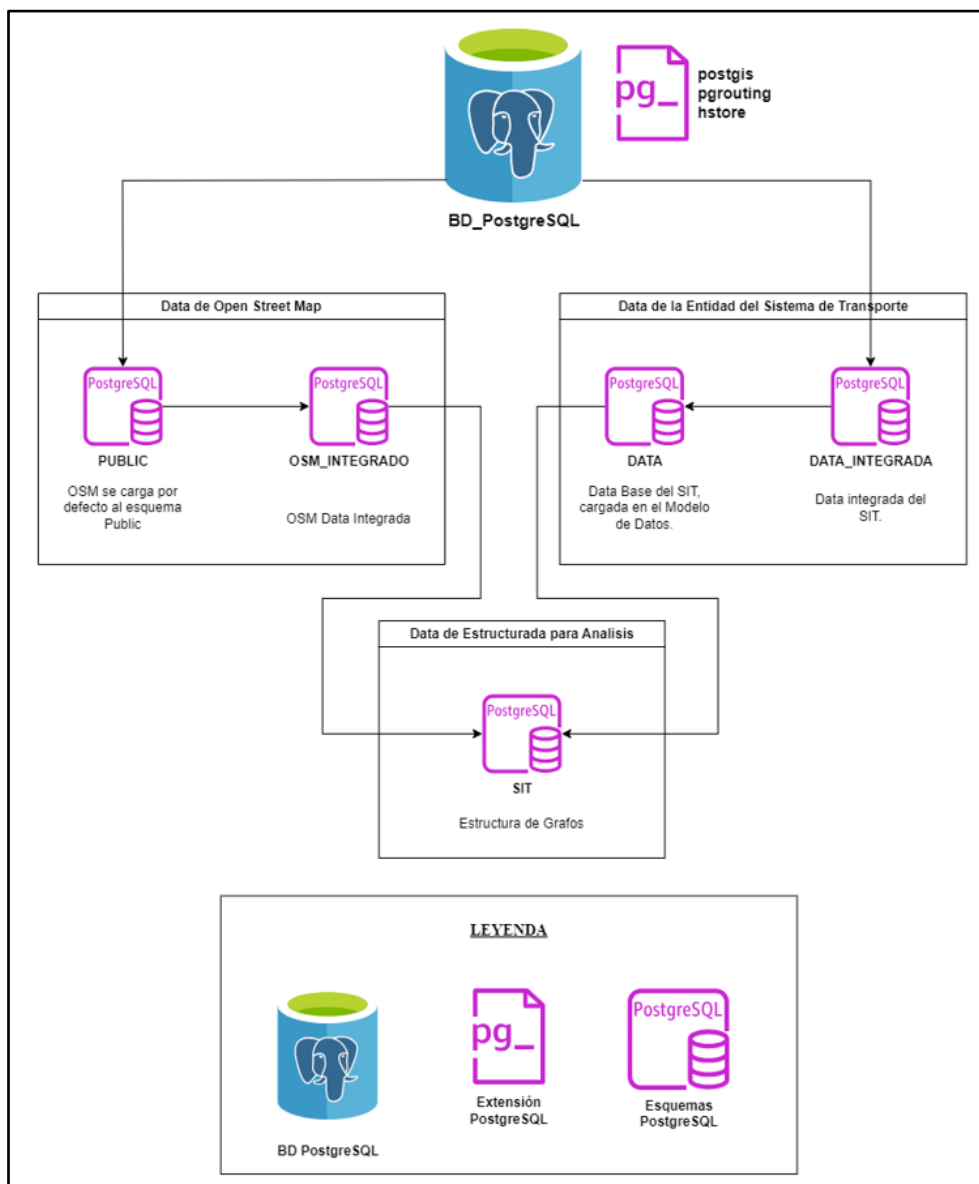 pg_
postgis
pgrouting
hstore
BD_PostgreSQL
Data de Open Street Map
PostgreSQL
PUBLIC
OSM se carga por
defecto al esquema
Public
PostgreSQL
OSM_INTEGRADO
OSM Data Integrada
Data de la Entidad del Sistema de Transporte
PostgreSQL
DATA
Data Base del SIT,
cargada en el Modelo
de Datos.
PostgreSQL
DATA_INTEGRADA
Data integrada del
SIT.
Data de Estructurada para Analisis
PostgreSQL
SIT
Estructura de Grafos
LEYENDA
BD PostgreSQL
pg_
Extensión
PostgreSQL
PostgreSQL
Esquemas
PostgreSQL